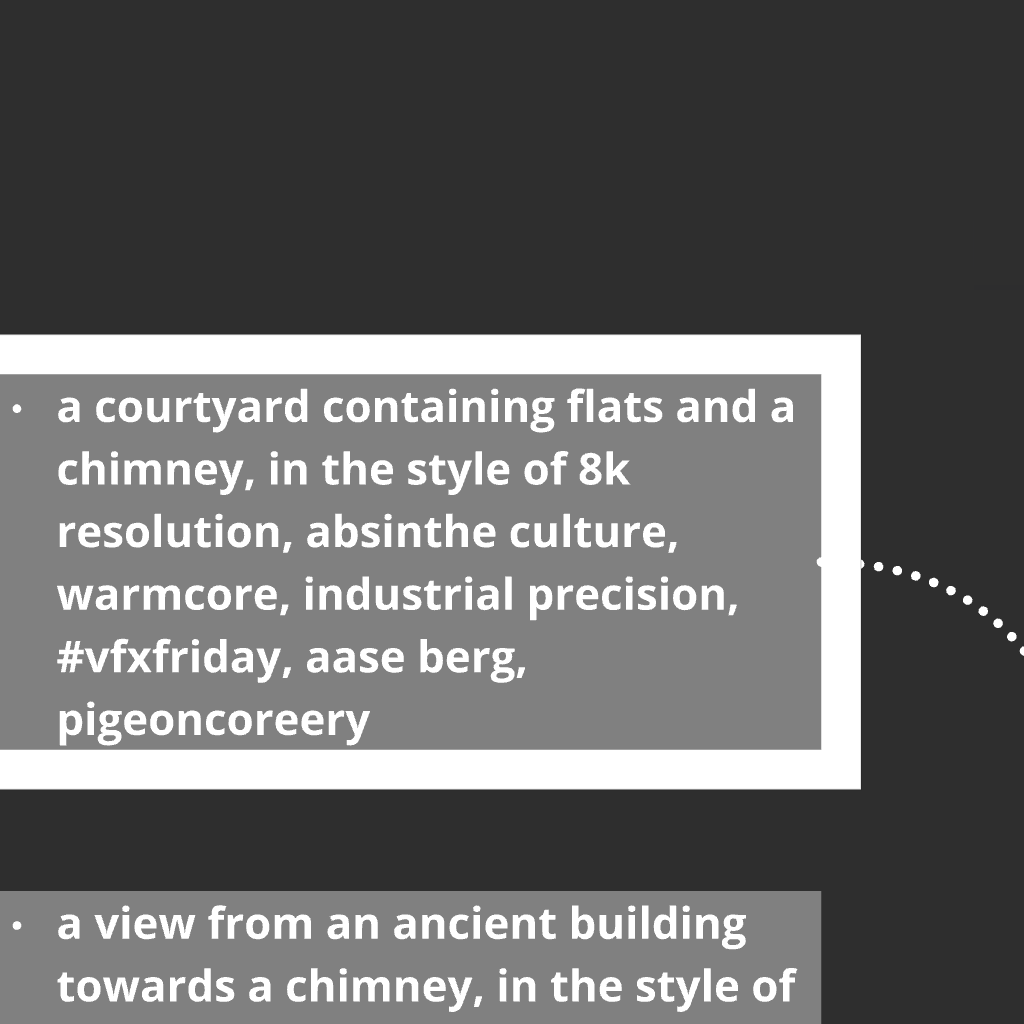 • a courtyard containing flats and a
chimney, in the style of 8k
resolution, absinthe culture,
warmcore, industrial precision,
#vfxfriday, aase berg,
pigeoncoreery
• a view from an ancient building
towards a chimney, in the style of